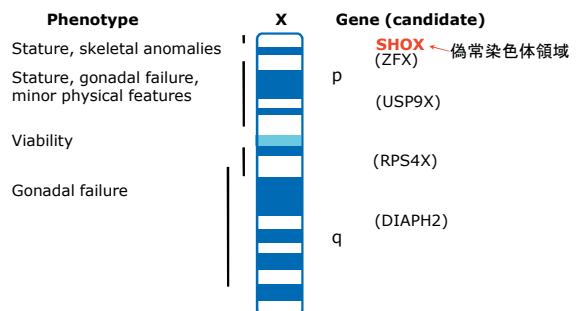 Phenotype X Gene (candidate)
Stature, skeletal anomalies
SHOX 偽常染色体領域
(ZFX)
Stature, gonadal failure,
minor physical features
p
(USP9X)
Viability
(RPS4X)
Gonadal failure
(DIAPH2)
q